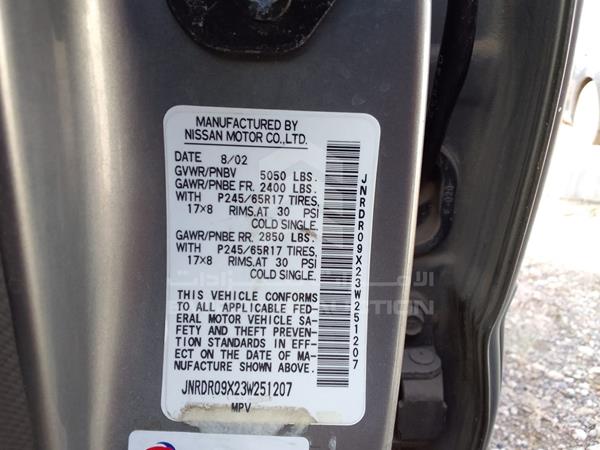 MANUFACTURED BY
NISSAN MOTOR CO.,LTD.
DATE 8/02
GVWR/PNBV 5050 LBS.
GAWR/PNBE FR. 2400 LBS.
WITH P245/65R17 TIRES,
17×8 RIMS,AT 30 PSI
COLD SINGLE.
GAWR/PNBE RR. 2850 LBS.
WITH P245/65R17 TIRES,
17×8 RIMS,AT 30 PSI
COLD SINGLE.
THIS VEHICLE CONFORMS
TO ALL APPLICABLE FED-
ERAL MOTOR VEHICLE SA-
FETY AND THEFT PREVEN-
TION STANDARDS IN EFFECT
ON THE DATE OF MA-
NUFACTURE SHOWN ABOVE.
JNRDR09X23W251207
MPV
JNRDR09X23W251207
AUCTION